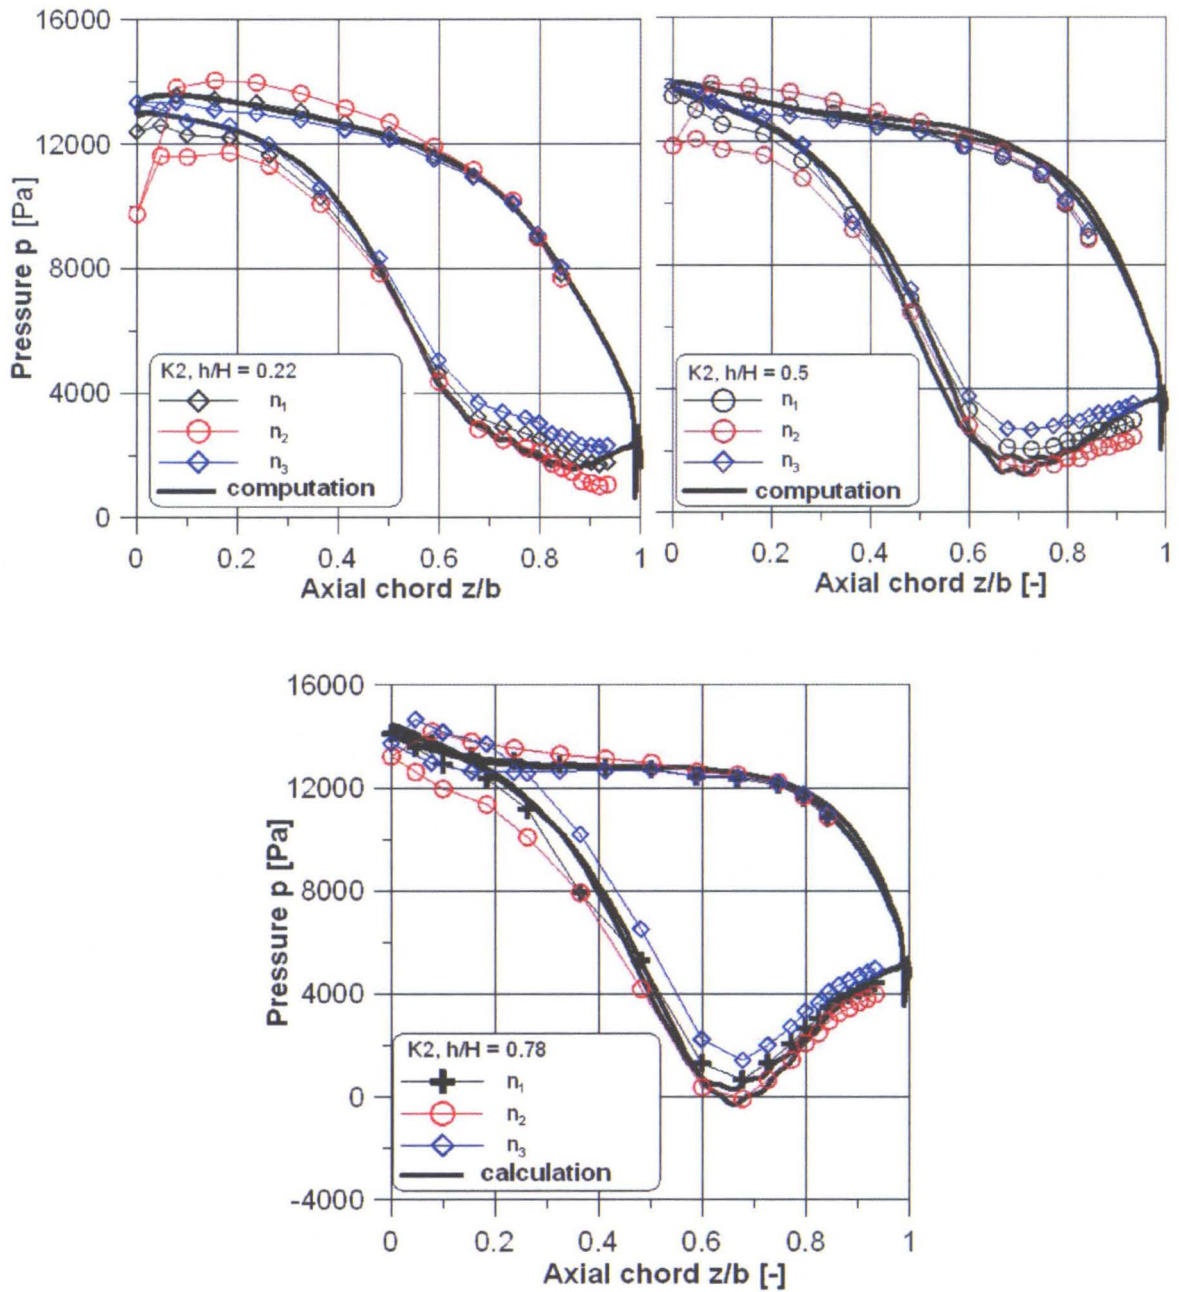 16000
12000
8000
4000
0
Pressure p [Pa]
K2, h/H = 0.22
n1
n2
n3
computation
0 0.2 0.4 0.6 0.8 1
Axial chord z/b
K2, h/H = 0.5
n1
n2
n3
computation
0 0.2 0.4 0.6 0.8 1
Axial chord z/b [-]
16000
12000
8000
4000
0
-4000
Pressure p [Pa]
K2, h/H = 0.78
n1
n2
n3
calculation
0 0.2 0.4 0.6 0.8 1
Axial chord z/b [-]